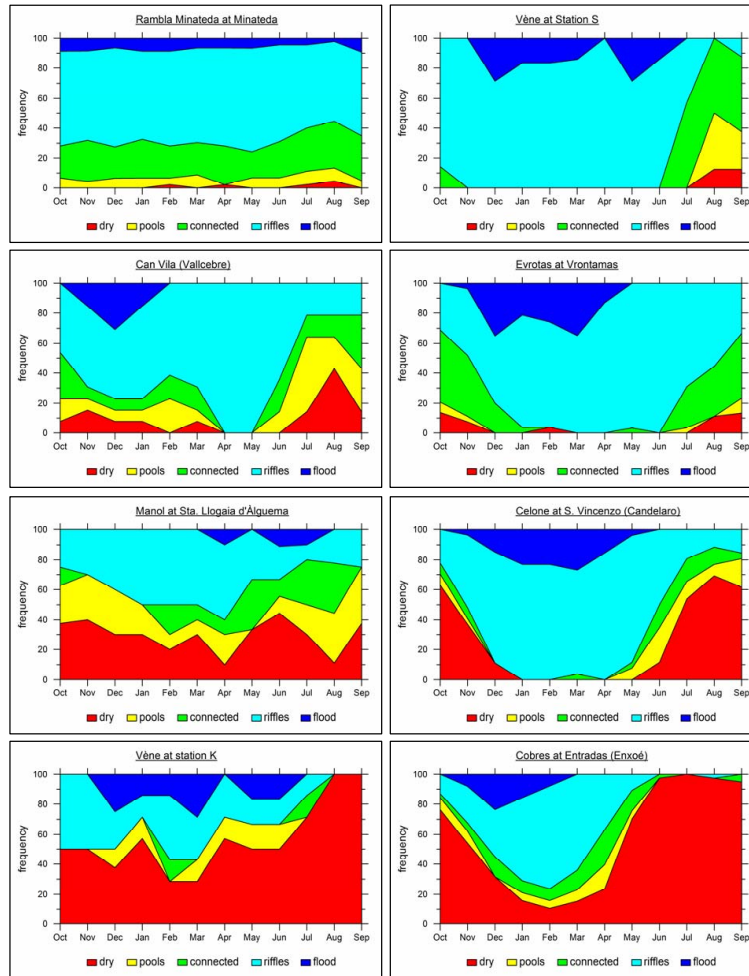 Rambla Minateda at Minateda
frequency
100
80
60
40
20
0
Oct Nov Dec Jan Feb Mar Apr May Jun Jul Aug Sep
dry pools connected riffles flood
Vène at Station S
frequency
100
80
60
40
20
0
Oct Nov Dec Jan Feb Mar Apr May Jun Jul Aug Sep
dry pools connected riffles flood
Can Vila (Vallcebre)
frequency
100
80
60
40
20
0
Oct Nov Dec Jan Feb Mar Apr May Jun Jul Aug Sep
dry pools connected riffles flood
Evrotas at Vrontamas
frequency
100
80
60
40
20
0
Oct Nov Dec Jan Feb Mar Apr May Jun Jul Aug Sep
dry pools connected riffles flood
Manol at Sta. Llogaia d'Àlguema
frequency
100
80
60
40
20
0
Oct Nov Dec Jan Feb Mar Apr May Jun Jul Aug Sep
dry pools connected riffles flood
Celone at S. Vincenzo (Candelaro)
frequency
100
80
60
40
20
0
Oct Nov Dec Jan Feb Mar Apr May Jun Jul Aug Sep
dry pools connected riffles flood
Vène at station K
frequency
100
80
60
40
20
0
Oct Nov Dec Jan Feb Mar Apr May Jun Jul Aug Sep
dry pools connected riffles flood
Cobres at Entradas (Enxoé)
frequency
100
80
60
40
20
0
Oct Nov Dec Jan Feb Mar Apr May Jun Jul Aug Sep
dry pools connected riffles flood